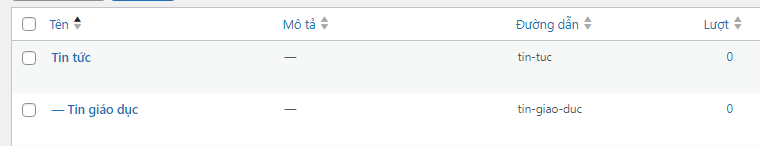 Tên Mô tả Đường dẫn Lượt
Tin tức — tin-tuc 0
— Tin giáo dục — tin-giao-duc 0